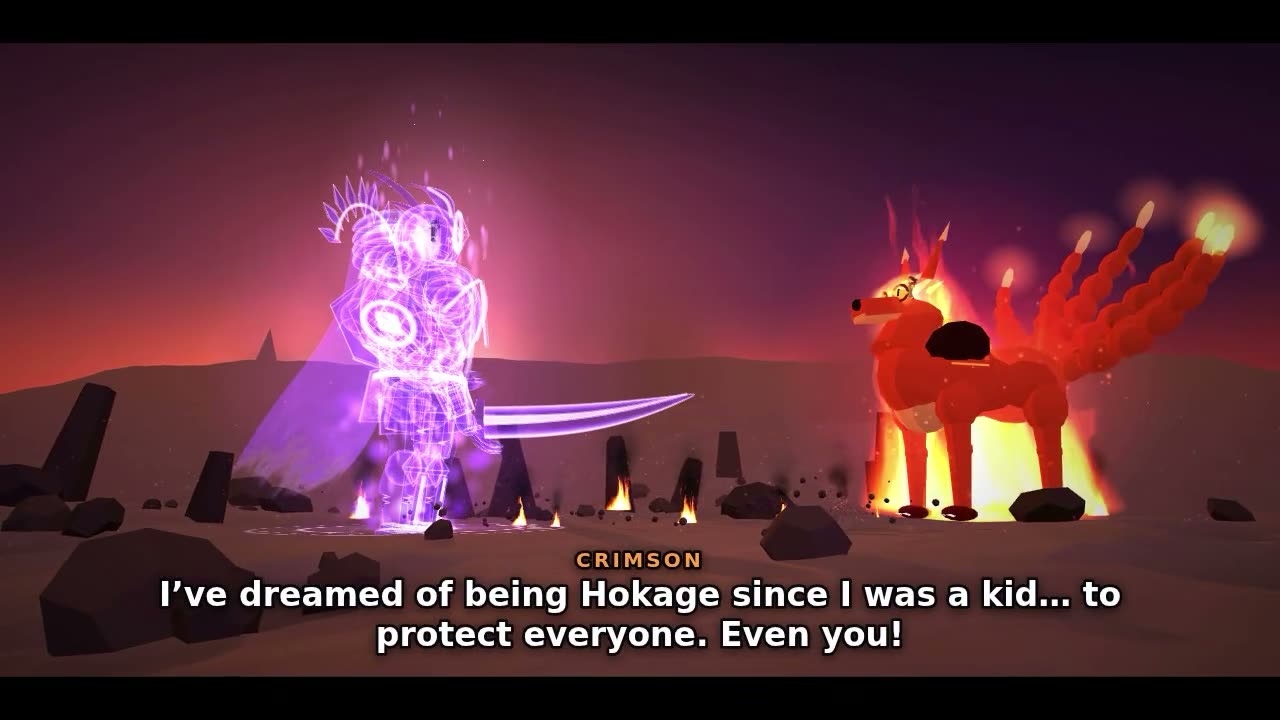 CRIMSON
I’ve dreamed of being Hokage since I was a kid… to
protect everyone. Even you!